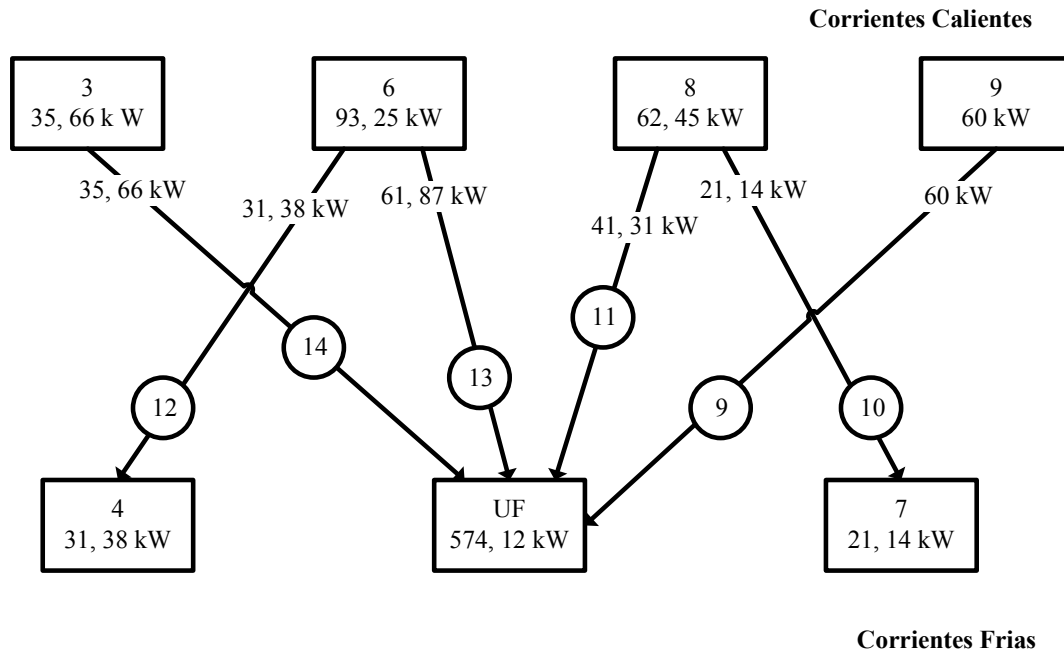 Corrientes Calientes
3
35, 66 k W
6
93, 25 kW
8
62, 45 kW
9
60 kW
35, 66 kW
31, 38 kW
61, 87 kW
41, 31 kW
21, 14 kW
60 kW
11
14
13
12
9
10
4
31, 38 kW
UF
574, 12 kW
7
21, 14 kW
Corrientes Frias